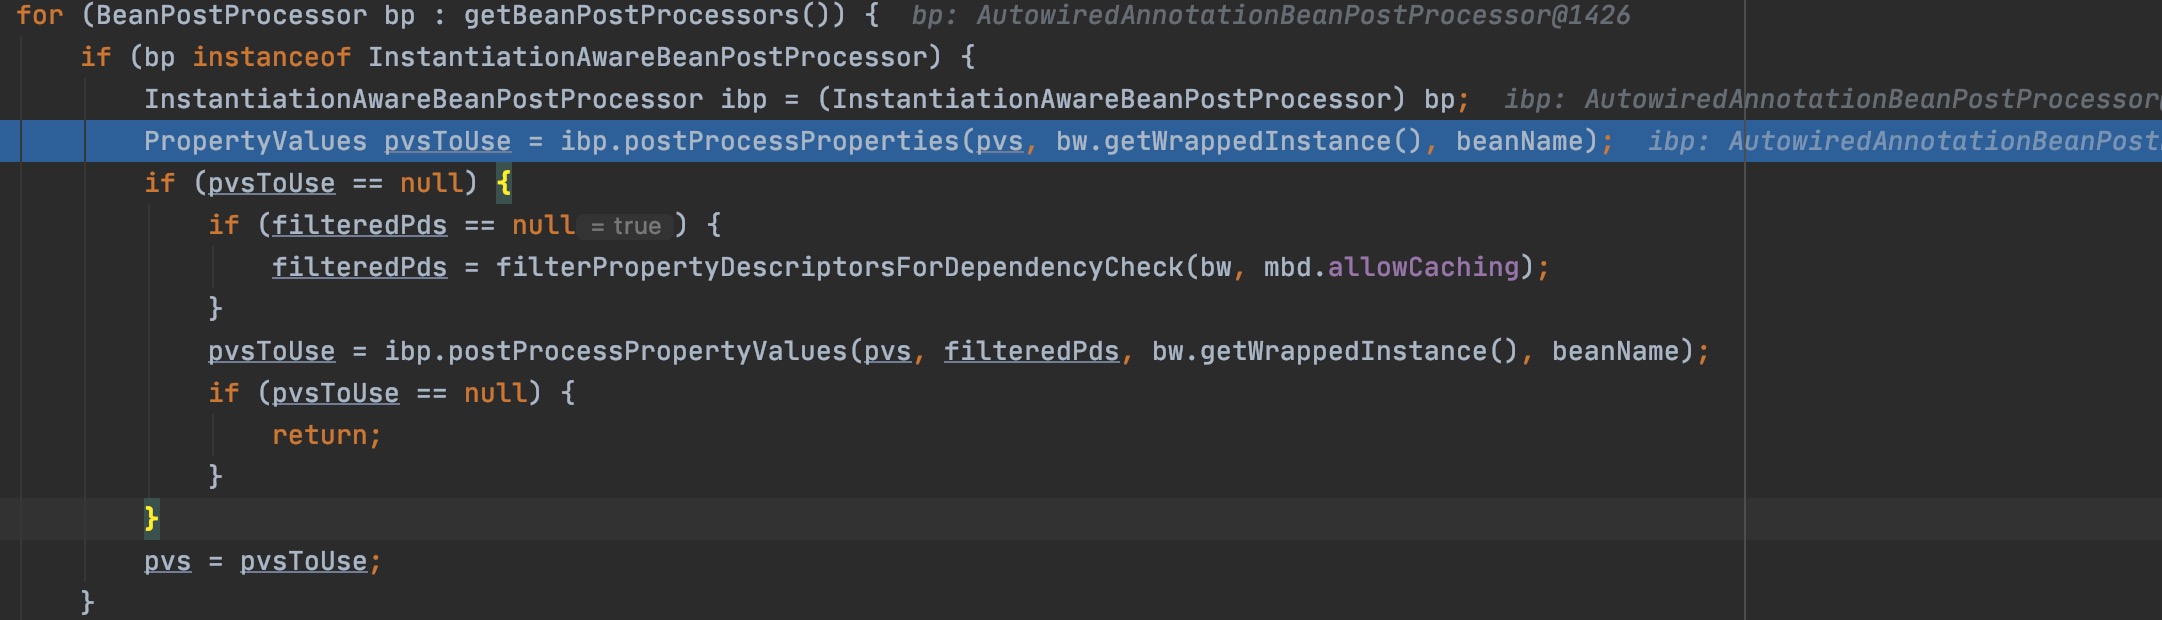 for (BeanPostProcessor bp : getBeanPostProcessors()) {  bp: AutowiredAnnotationBeanPostProcessor@1426
if (bp instanceof InstantiationAwareBeanPostProcessor) {
InstantiationAwareBeanPostProcessor ibp = (InstantiationAwareBeanPostProcessor) bp;  ibp: AutowiredAnnotationBeanPostProcessor
PropertyValues pvsToUse = ibp.postProcessProperties(pvs, bw.getWrappedInstance(), beanName);  ibp: AutowiredAnnotationBeanPost
if (pvsToUse == null) {
if (filteredPds == null = true ) {
filteredPds = filterPropertyDescriptorsForDependencyCheck(bw, mbd.allowCaching);
}
pvsToUse = ibp.postProcessPropertyValues(pvs, filteredPds, bw.getWrappedInstance(), beanName);
if (pvsToUse == null) {
return;
}
}
pvs = pvsToUse;
}